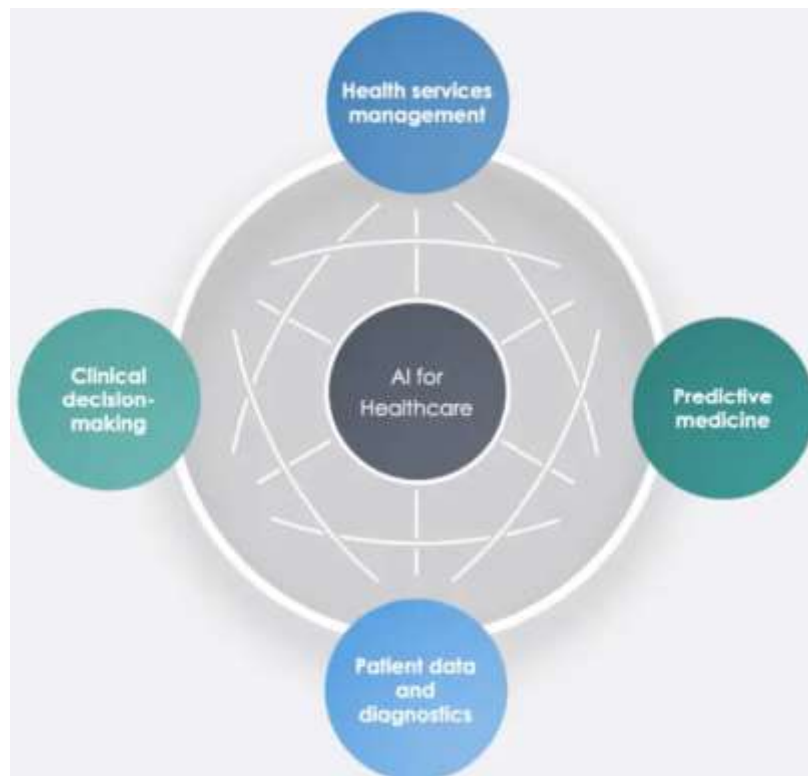 Health services
management
Clinical
decision-
making
AI for
Healthcare
Predictive
medicine
Patient data
and
diagnostics